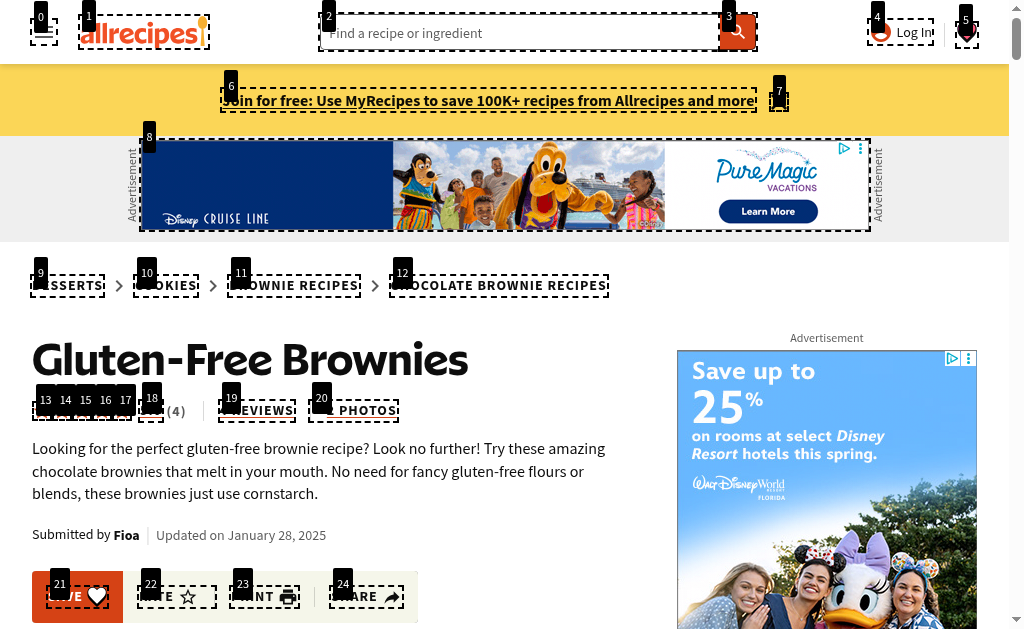 0
1
allrecipes
2
Find a recipe or ingredient
3
4
Log In
5
6
Join for free: Use MyRecipes to save 100K+ recipes from Allrecipes and more
7
8
Advertisement
Disney CRUISE LINE
Pure Magic
VACATIONS
Learn More
Advertisement
9
10
11
12
BROWNIE RECIPES
CHOCOLATE BROWNIE RECIPES
Advertisement
Gluten-Free Brownies
13
14
15
16
17
18
(4)
19
REVIEWS
20
2 PHOTOS
Looking for the perfect gluten-free brownie recipe? Look no further! Try these amazing
chocolate brownies that melt in your mouth. No need for fancy gluten-free flours or
blends, these brownies just use cornstarch.
Submitted by Fioa
Updated on January 28, 2025
21
22
23
24
Save up to
25%
on rooms at select Disney
Resort hotels this spring.
Walt Disney World
RESORT
FLORIDA